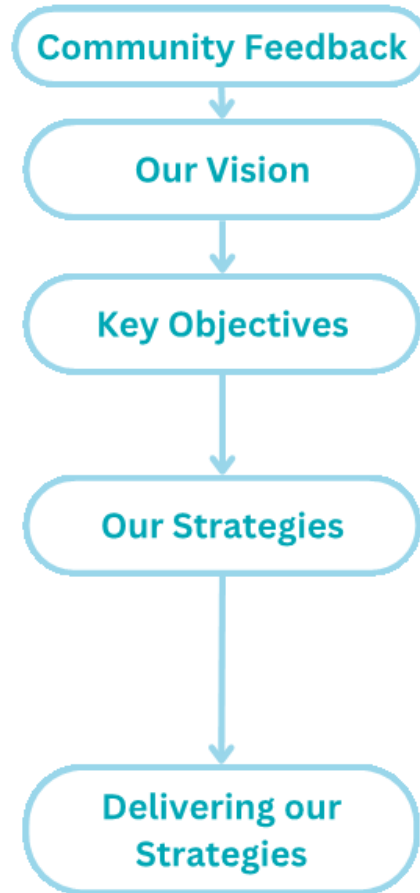 Community Feedback
Our Vision
Key Objectives
Our Strategies
Delivering our
Strategies